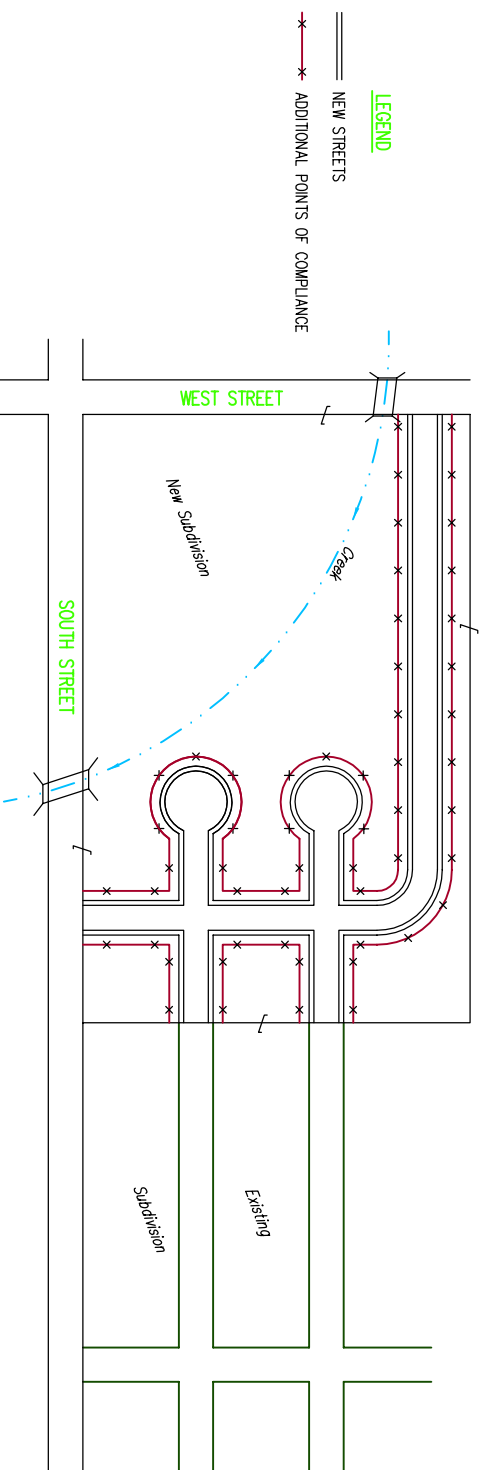 LEGEND
NEW STREETS
ADDITIONAL POINTS OF COMPLIANCE
WEST STREET
New Subdivision
Creek
SOUTH STREET
Existing
Subdivision